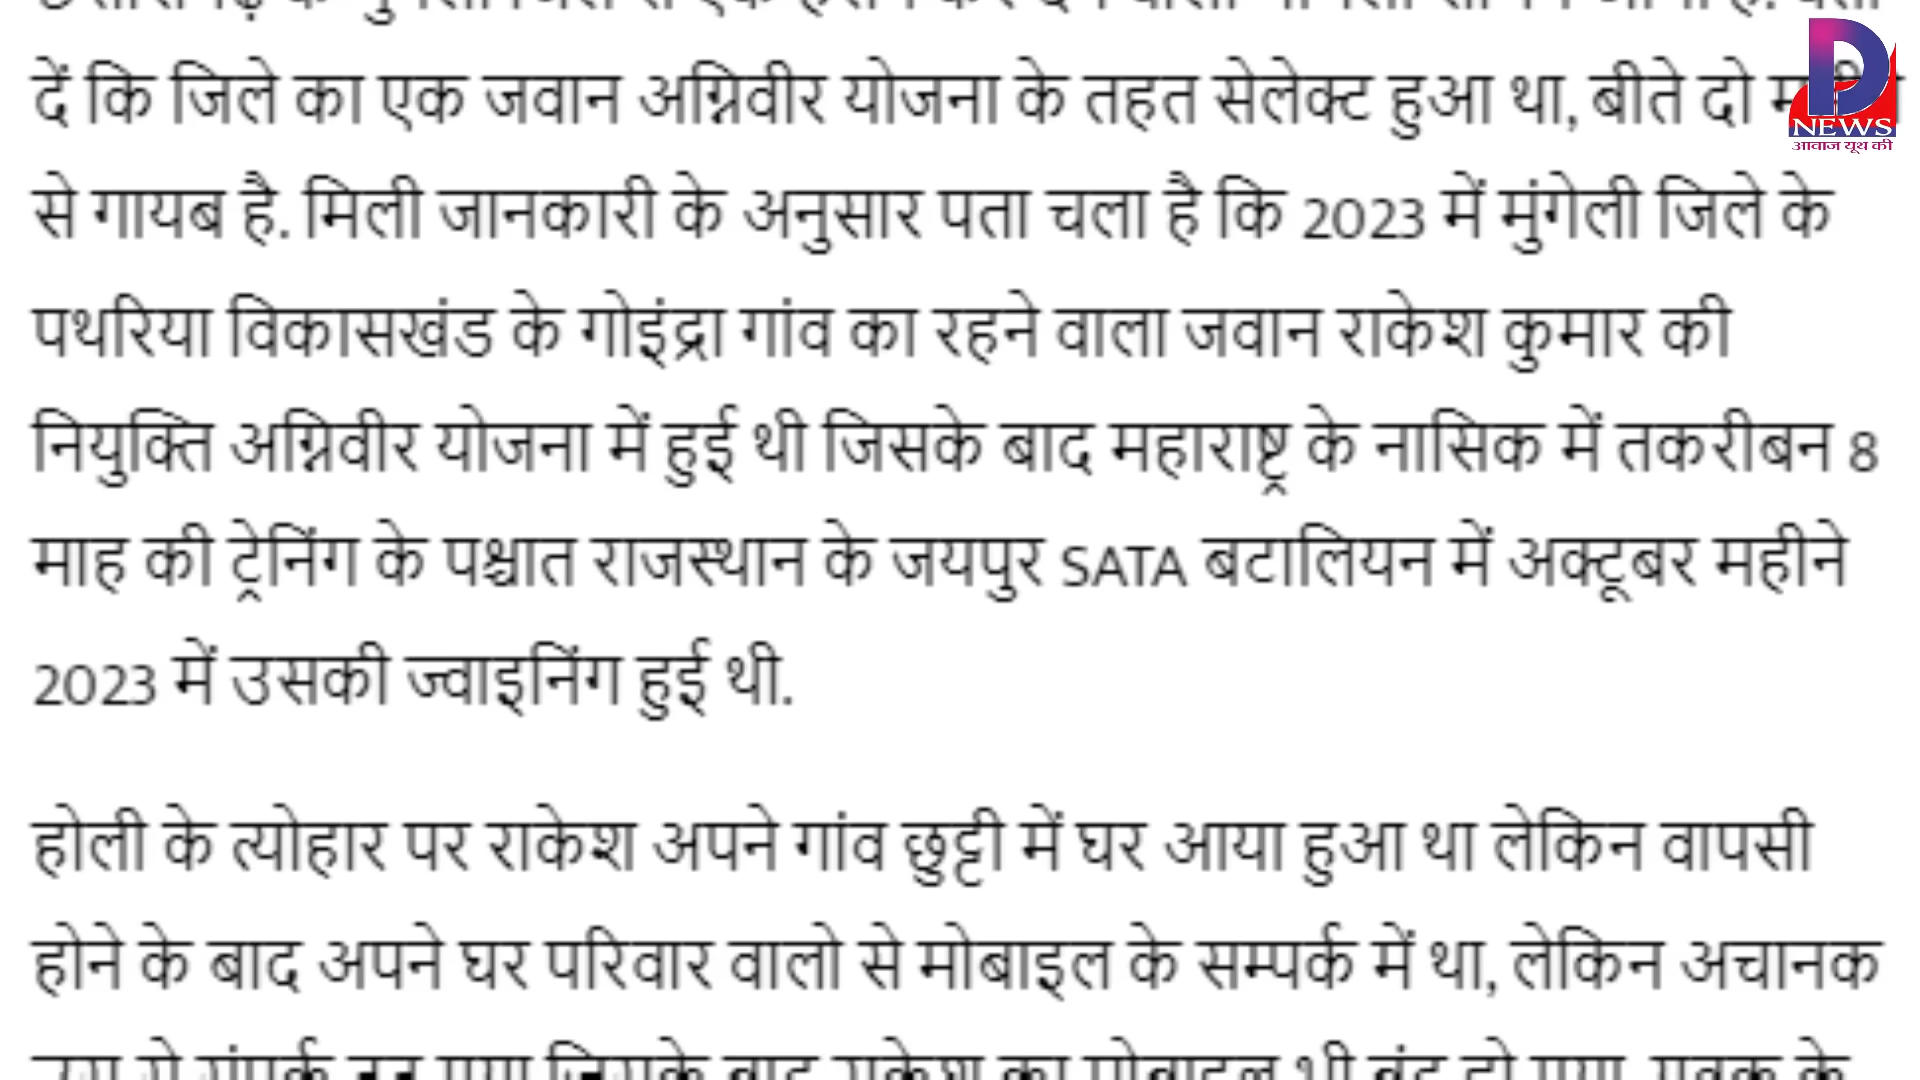 दें कि जिले का एक जवान अग्निवीर योजना के तहत सेलेक्ट हुआ था, बीते दो
से गायब है. मिली जानकारी के अनुसार पता चला है कि 2023 में मुंगेली जिले के
पथरिया विकासखंड के गोइंद्रा गांव का रहने वाला जवान राकेश कुमार की
नियुक्ति अग्निवीर योजना में हुई थी जिसके बाद महाराष्ट्र के नासिक में तकरीबन 8
माह की ट्रेनिंग के पश्चात राजस्थान के जयपुर SATA बटालियन में अक्टूबर महीने
2023 में उसकी ज्वाइनिंग हुई थी.
होली के त्योहार पर राकेश अपने गांव छुट्टी में घर आया हुआ था लेकिन वापसी
होने के बाद अपने घर परिवार वालो से मोबाइल के सम्पर्क में था, लेकिन अचानक
D
NEWS
आवाज यूथ की